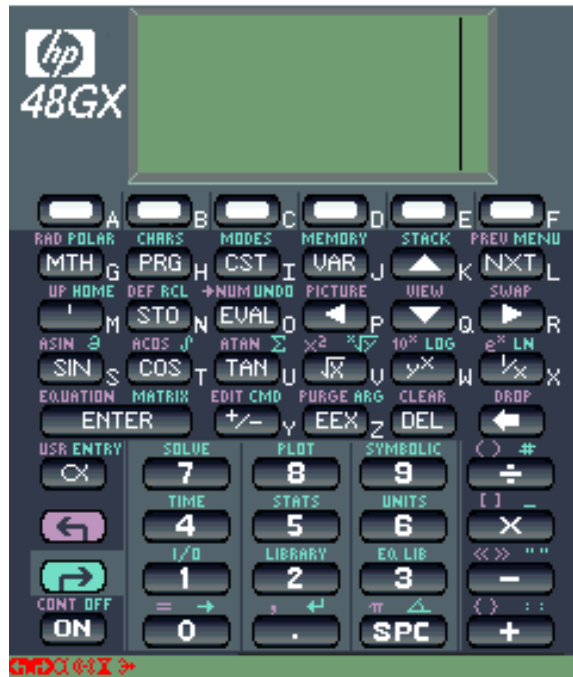 hp
48GX
A B C D E F
RAD POLAR CHARS MODES MEMORY STACK PREV MENU
MTH G PRG H CST I VAR J K NXT L
UP HOME DEF RCL →NUM UNDO PICTURE VIEW SWAP
' M STO N EVAL O P Q R
ASIN ∂ ACOS ∫ ATAN Σ x² ˣ√y 10ˣ LOG eˣ LN
SIN S COS T TAN U √x V yˣ W 1/x X
EQUATION MATRIX EDIT CMD PURGE ARG CLEAR DROP
ENTER +/− Y EEX Z DEL
USR ENTRY SOLVE PLOT SYMBOLIC () #
α 7 8 9 ÷
TIME STATS UNITS [] _
4 5 6 ×
I/O LIBRARY EQ LIB «» ""
1 2 3 −
CONT OFF = → , ↵ π ∠ {} ::
ON 0 . SPC +